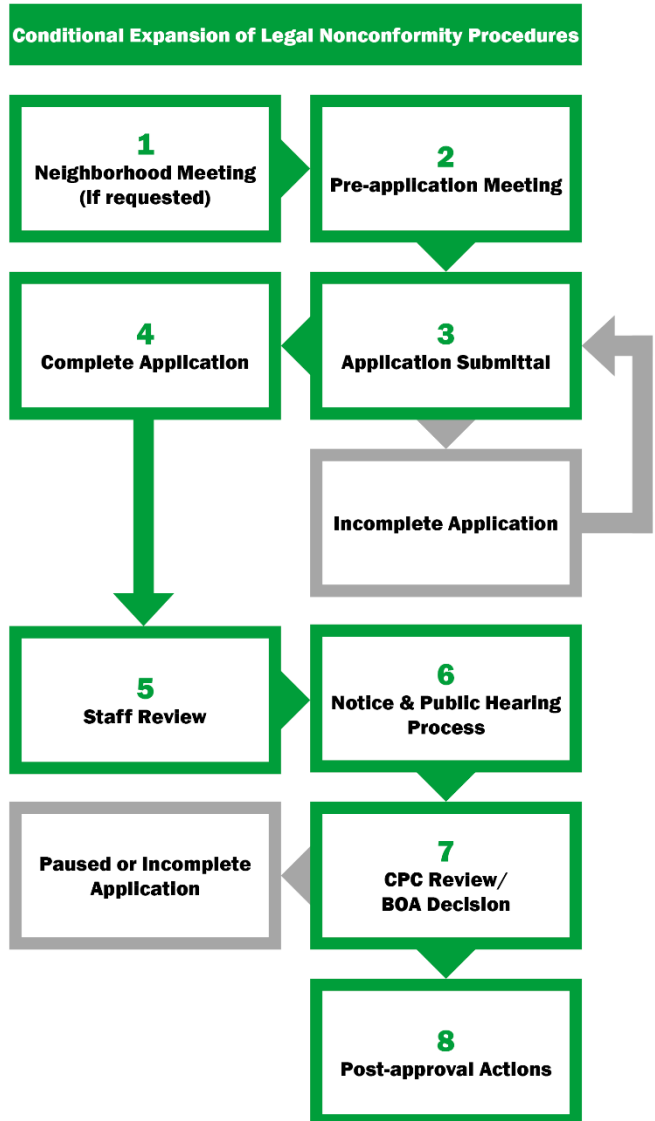 Conditional Expansion of Legal Nonconformity Procedures
1
Neighborhood Meeting
(If requested)
2
Pre-application Meeting
3
Application Submittal
4
Complete Application
Incomplete Application
5
Staff Review
6
Notice & Public Hearing
Process
7
CPC Review/
BOA Decision
Paused or Incomplete
Application
8
Post-approval Actions